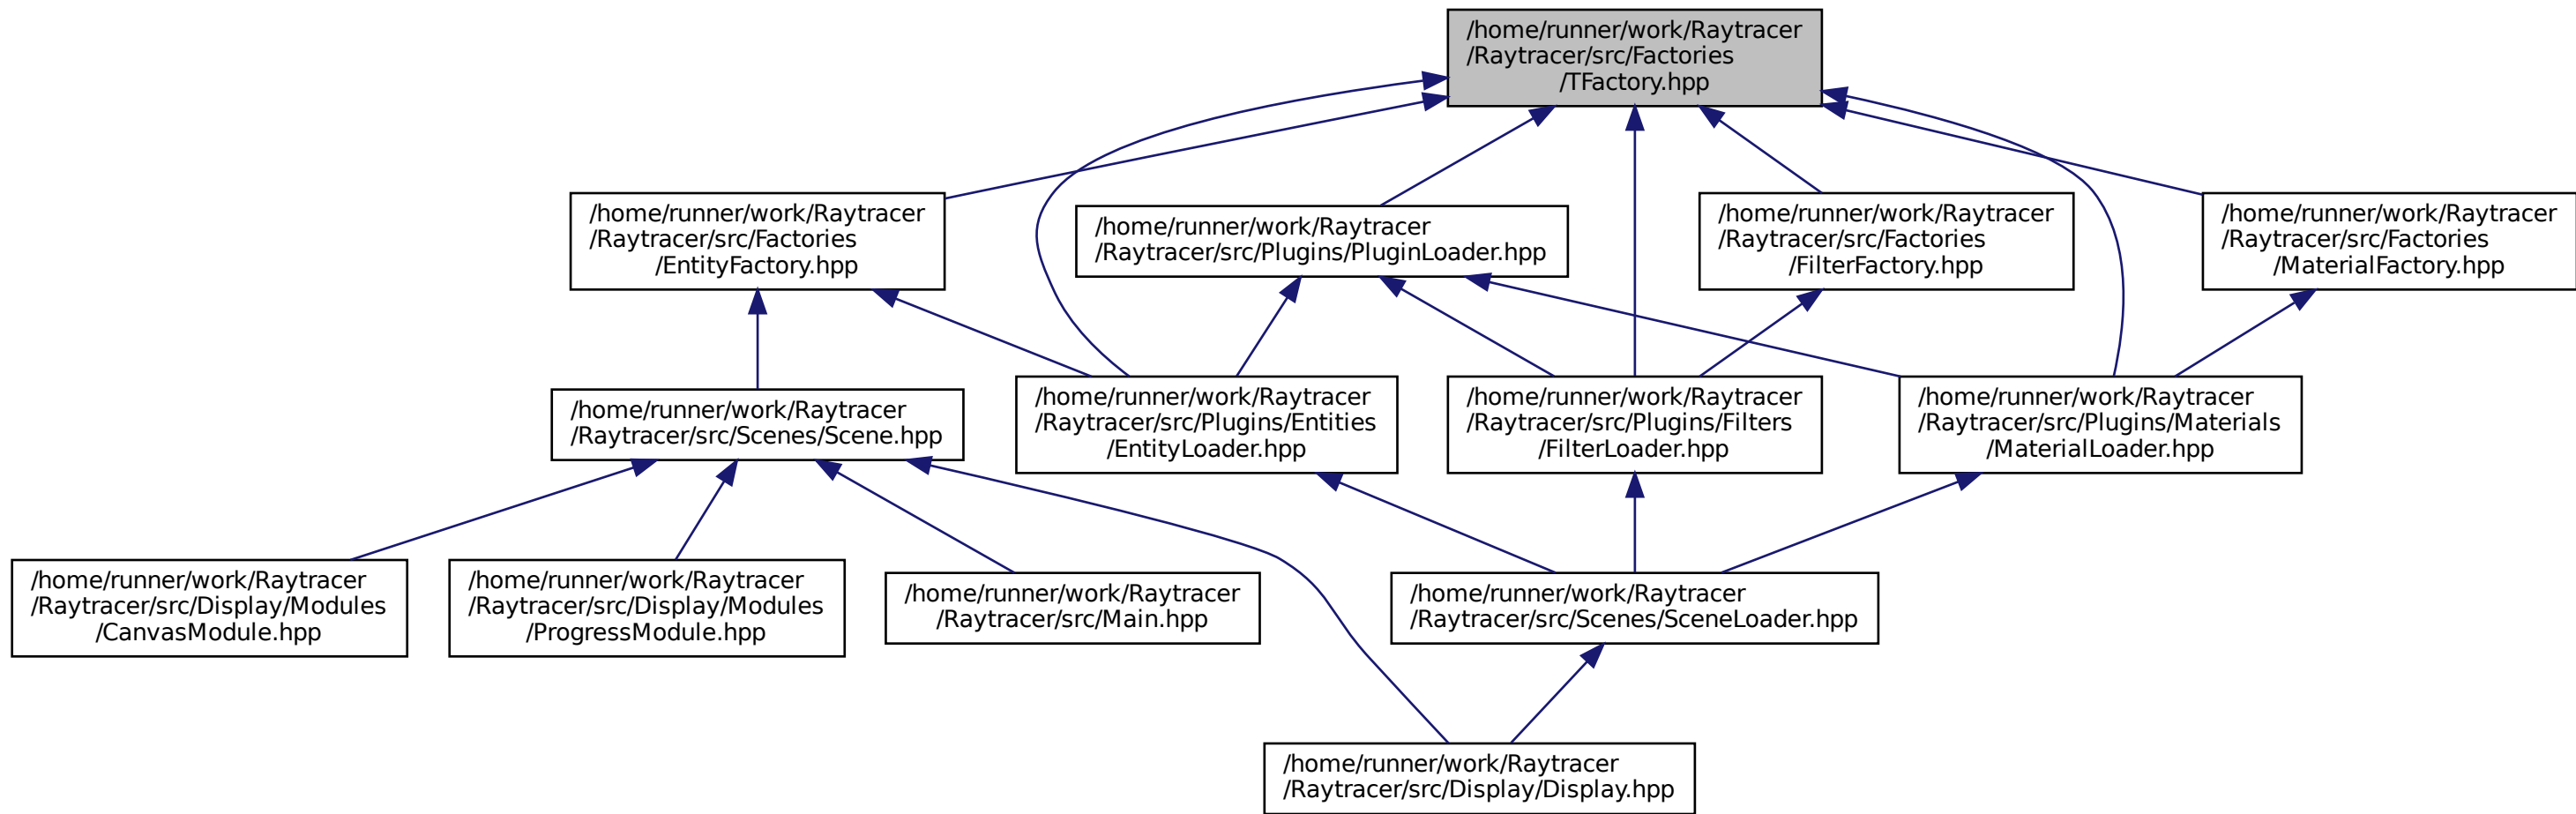 /home/runner/work/Raytracer
/Raytracer/src/Factories
/TFactory.hpp
/home/runner/work/Raytracer
/Raytracer/src/Factories
/EntityFactory.hpp
/home/runner/work/Raytracer
/Raytracer/src/Plugins/PluginLoader.hpp
/home/runner/work/Raytracer
/Raytracer/src/Factories
/FilterFactory.hpp
/home/runner/work/Raytracer
/Raytracer/src/Factories
/MaterialFactory.hpp
/home/runner/work/Raytracer
/Raytracer/src/Scenes/Scene.hpp
/home/runner/work/Raytracer
/Raytracer/src/Plugins/Entities
/EntityLoader.hpp
/home/runner/work/Raytracer
/Raytracer/src/Plugins/Filters
/FilterLoader.hpp
/home/runner/work/Raytracer
/Raytracer/src/Plugins/Materials
/MaterialLoader.hpp
/home/runner/work/Raytracer
/Raytracer/src/Display/Modules
/CanvasModule.hpp
/home/runner/work/Raytracer
/Raytracer/src/Display/Modules
/ProgressModule.hpp
/home/runner/work/Raytracer
/Raytracer/src/Main.hpp
/home/runner/work/Raytracer
/Raytracer/src/Scenes/SceneLoader.hpp
/home/runner/work/Raytracer
/Raytracer/src/Display/Display.hpp